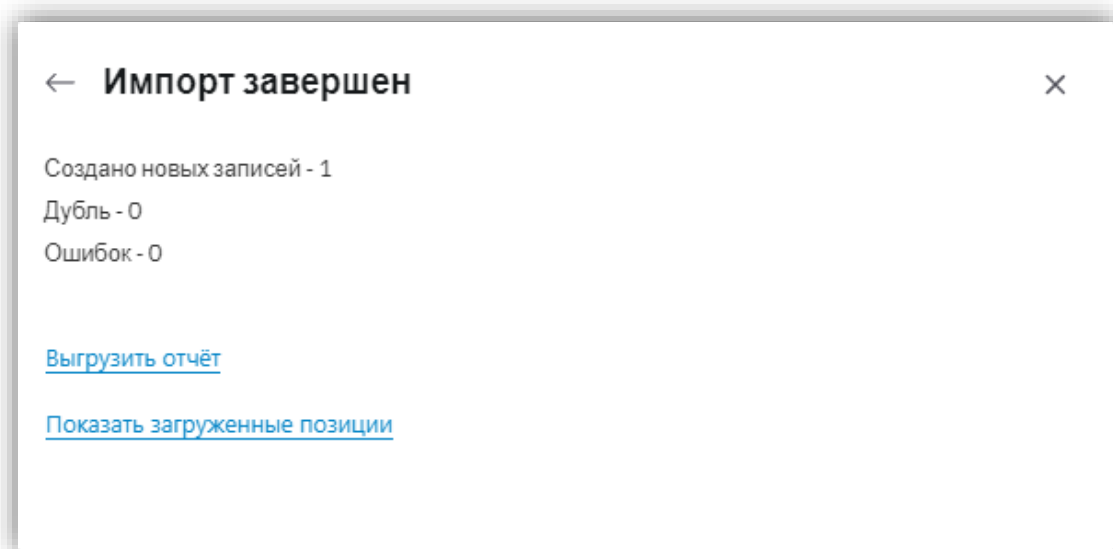 Импорт завершен
Создано новых записей - 1
Дубль - 0
Ошибок - 0
Выгрузить отчёт
Показать загруженные позиции